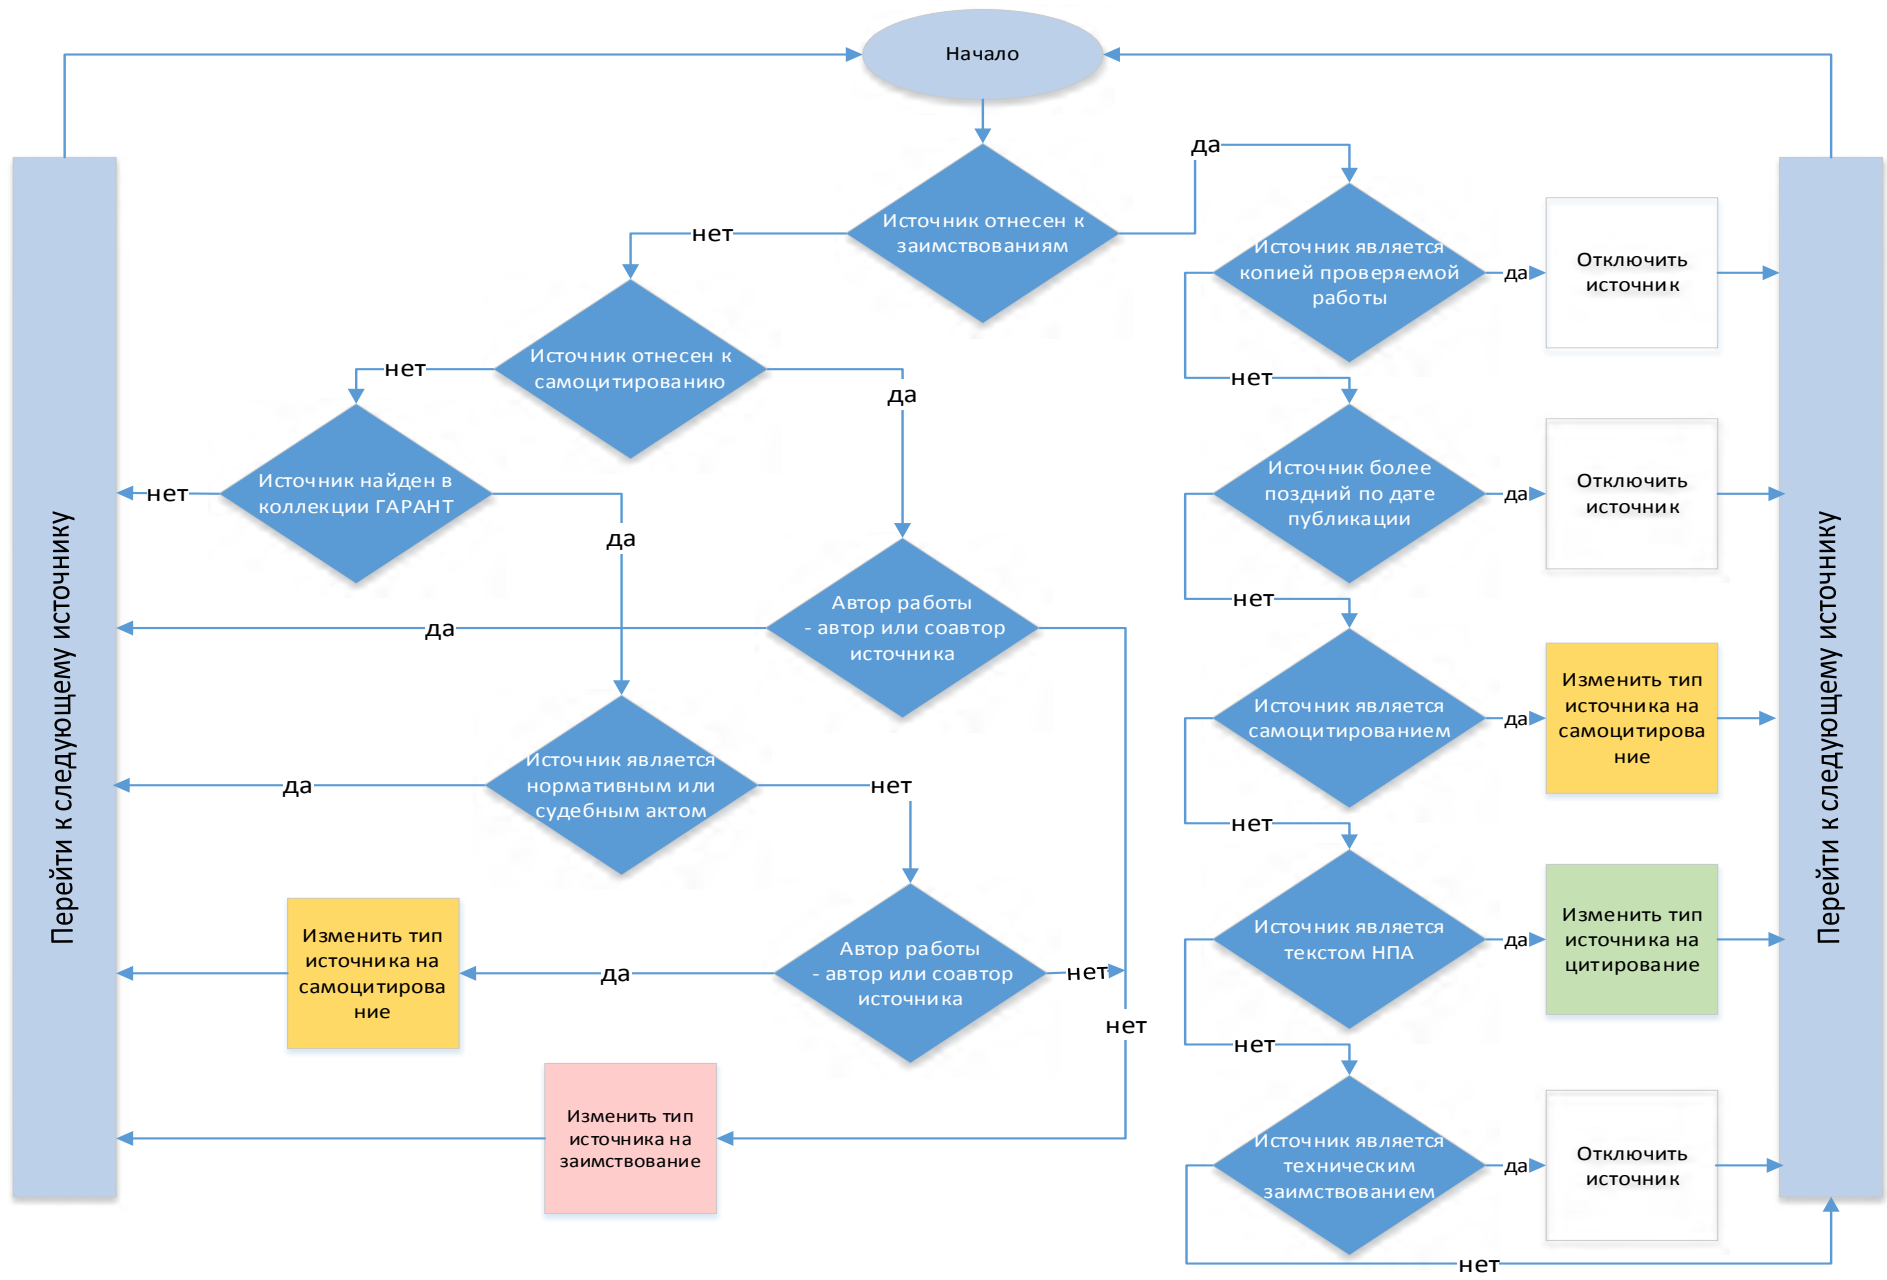 Начало
да
Источник отнесен к
заимствованиям
нет
Источник является
копией проверяемой
работы
да
Отключить
источник
нет
Источник отнесен к
самоцитированию
нет
да
Источник найден в
коллекции ГАРАНТ
нет
да
Источник более
поздний по дате
публикации
да
Отключить
источник
нет
Автор работы
- автор или соавтор
источника
да
нет
Источник является
самоцитированием
да
Изменить тип
источника на
самоцитирова
ние
нет
Источник является
нормативным или
судебным актом
да
нет
Автор работы
- автор или соавтор
источника
да
нет
Изменить тип
источника на
самоцитирова
ние
Источник является
текстом НПА
да
Изменить тип
источника на
цитирование
нет
Изменить тип
источника на
заимствование
Источник является
техническим
заимствованием
да
Отключить
источник
нет
Перейти к следующему источнику
Перейти к следующему источнику